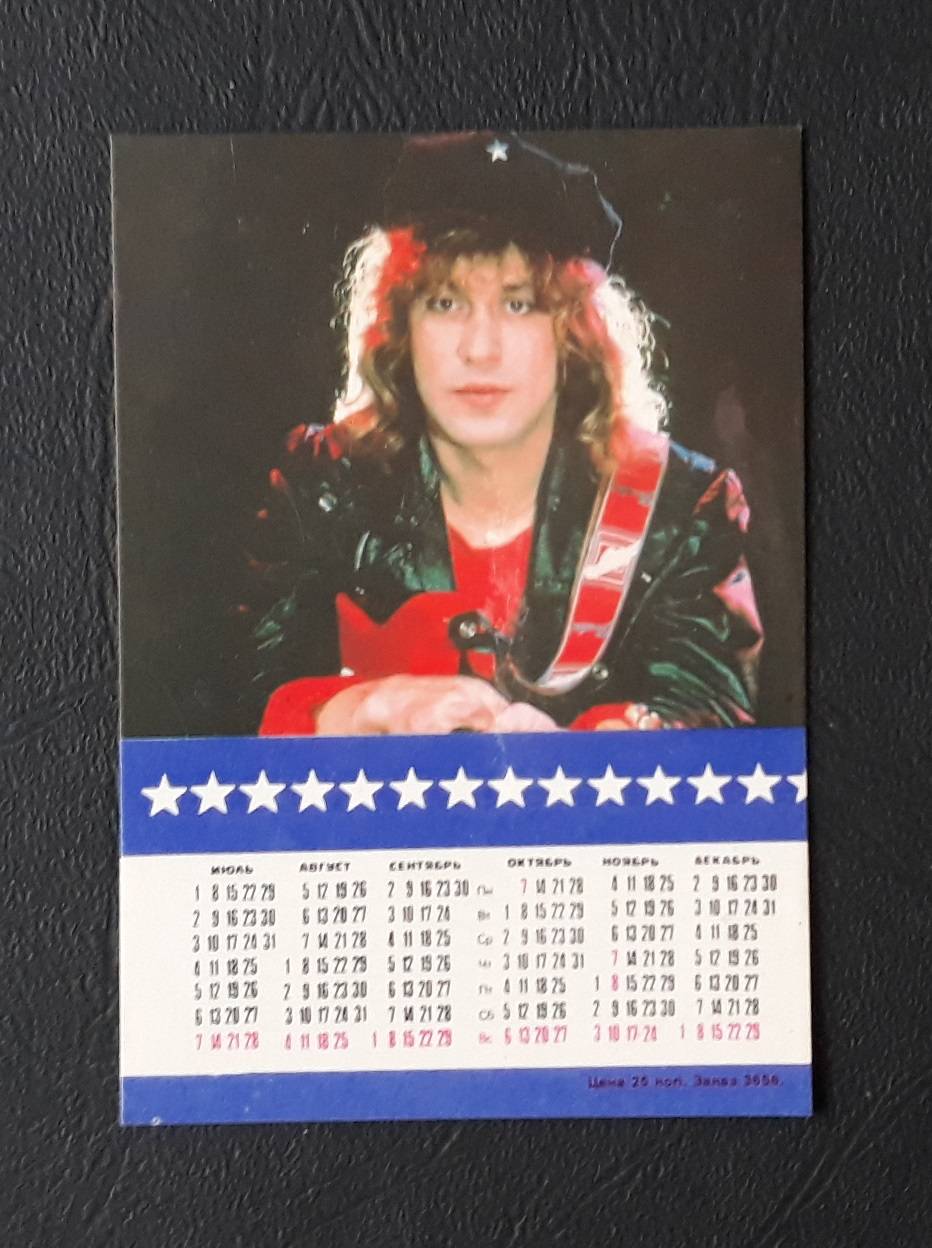 ИЮЛЬ АВГУСТ СЕНТЯБРЬ ОКТЯБРЬ НОЯБРЬ ДЕКАБРЬ
1 8 15 22 29 5 12 19 26 2 9 16 23 30 Пн 7 14 21 28 4 11 18 25 2 9 16 23 30
2 9 16 23 30 6 13 20 27 3 10 17 24 Вт 1 8 15 22 29 5 12 19 26 3 10 17 24 31
3 10 17 24 31 7 14 21 28 4 11 18 25 Ср 2 9 16 23 30 6 13 20 27 4 11 18 25
4 11 18 25 1 8 15 22 29 5 12 19 26 Чт 3 10 17 24 31 7 14 21 28 5 12 19 26
5 12 19 26 2 9 16 23 30 6 13 20 27 Пт 4 11 18 25 1 8 15 22 29 6 13 20 27
6 13 20 27 3 10 17 24 31 7 14 21 28 Сб 5 12 19 26 2 9 16 23 30 7 14 21 28
7 14 21 28 4 11 18 25 1 8 15 22 29 Вс 6 13 20 27 3 10 17 24 1 8 15 22 29
Цена 25 коп. Заказ 3656.